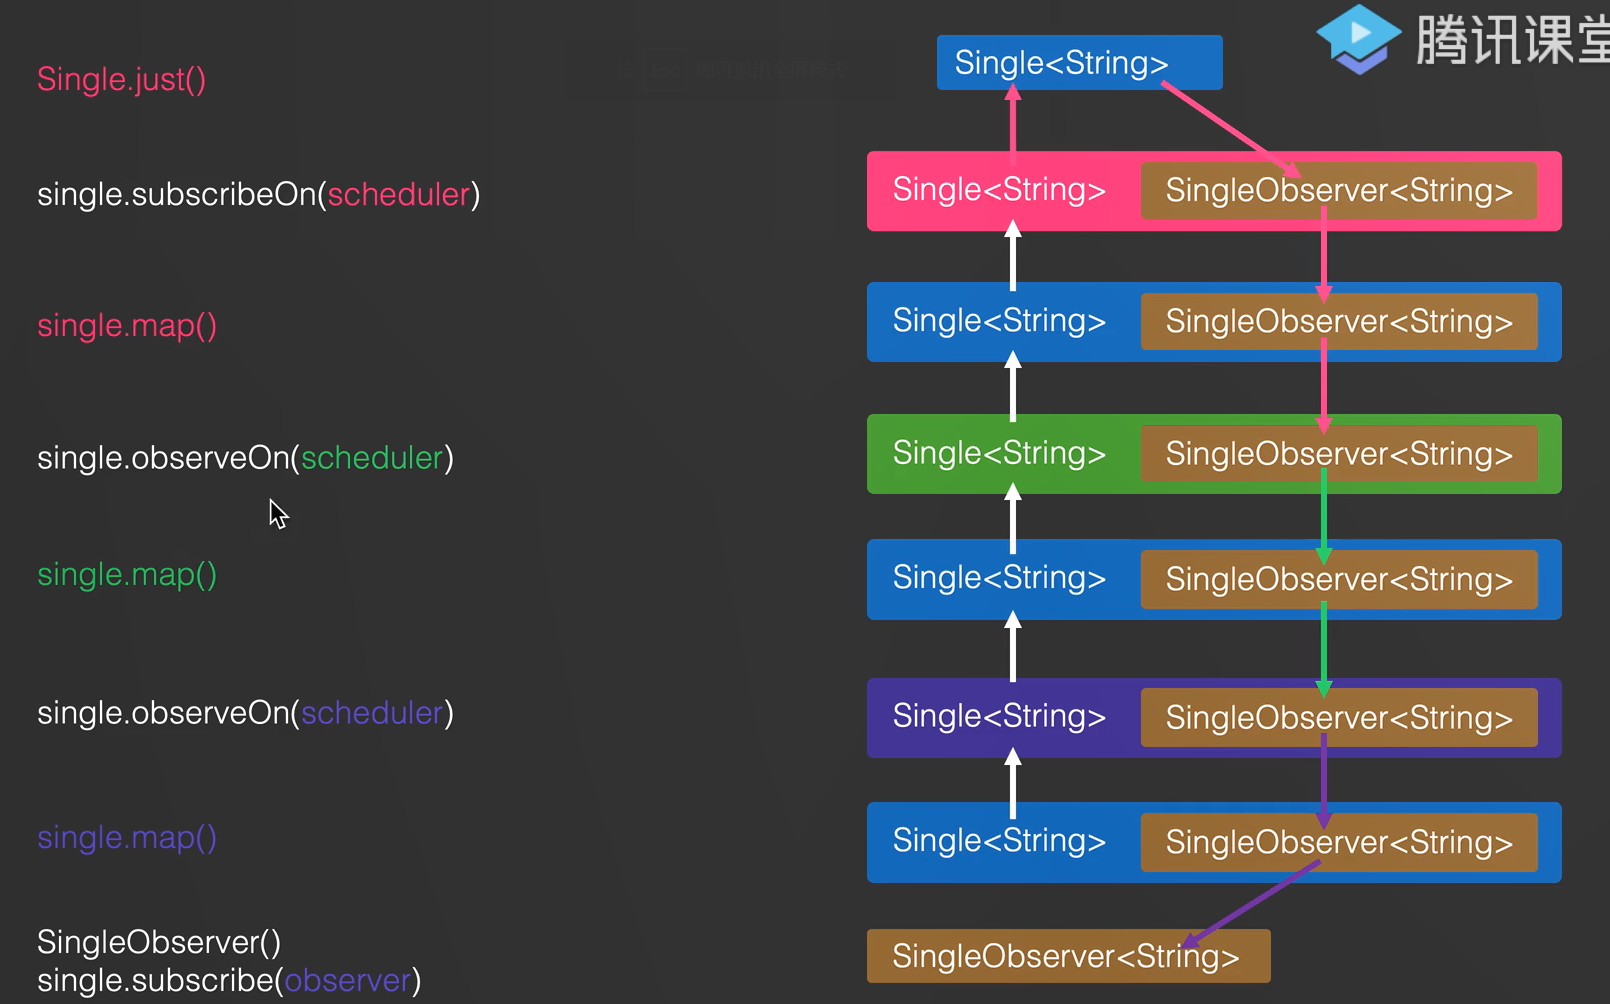 腾讯课堂
Single.just()
Single<String>
single.subscribeOn(scheduler)
Single<String>
SingleObserver<String>
single.map()
Single<String>
SingleObserver<String>
single.observeOn(scheduler)
Single<String>
SingleObserver<String>
single.map()
Single<String>
SingleObserver<String>
single.observeOn(scheduler)
Single<String>
SingleObserver<String>
single.map()
Single<String>
SingleObserver<String>
SingleObserver()
single.subscribe(observer)
SingleObserver<String>